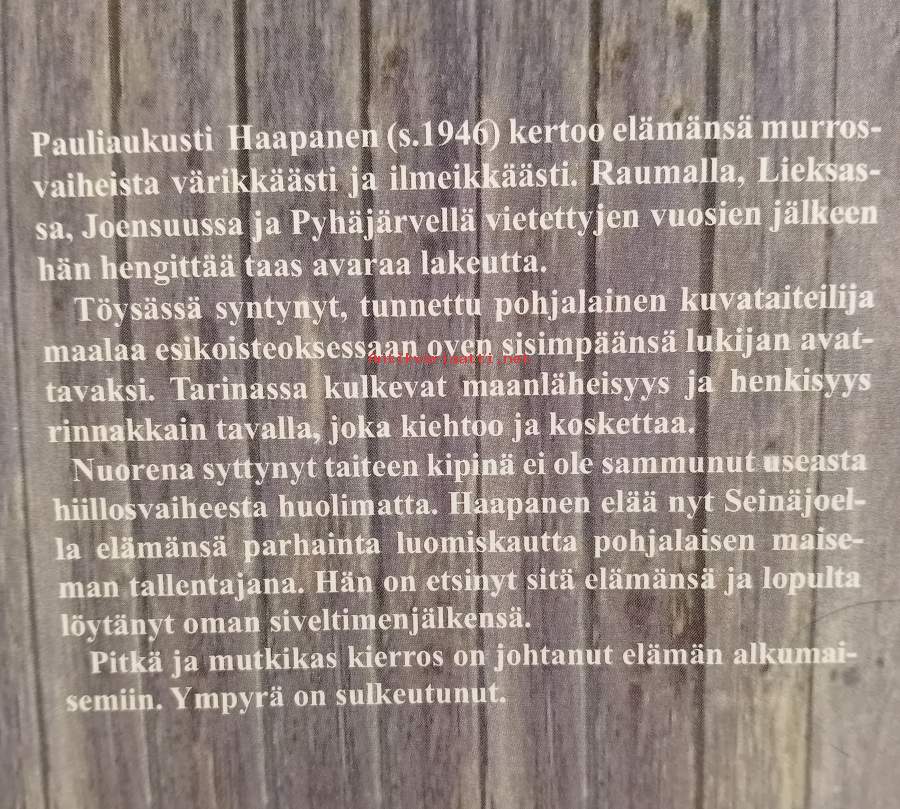 Pauliaukusti Haapanen (s.1946) kertoo elämänsä murros-
vaiheista värikkäästi ja ilmeikkäästi. Raumalla, Lieksas-
sa, Joensuussa ja Pyhäjärvellä vietettyjen vuosien jälkeen
hän hengittää taas avaraa lakeutta.
Töysässä syntynyt, tunnettu pohjalainen kuvataiteilija
maalaa esikoisteoksessaan oven sisimpäänsä lukijan avat-
antikvariaatti.net
tavaksi. Tarinassa kulkevat maanläheisyys ja henkisyys
rinnakkain tavalla, joka kiehtoo ja koskettaa.
Nuorena syttynyt taiteen kipinä ei ole sammunut useasta
hiillosvaiheesta huolimatta. Haapanen elää nyt Seinäjoel-
la elämänsä parhainta luomiskautta pohjalaisen maise-
man tallentajana. Hän on etsinyt sitä elämänsä ja lopulta
löytänyt oman siveltimenjälkensä.
Pitkä ja mutkikas kierros on johtanut elämän alkumai-
semiin. Ympyrä on sulkeutunut.